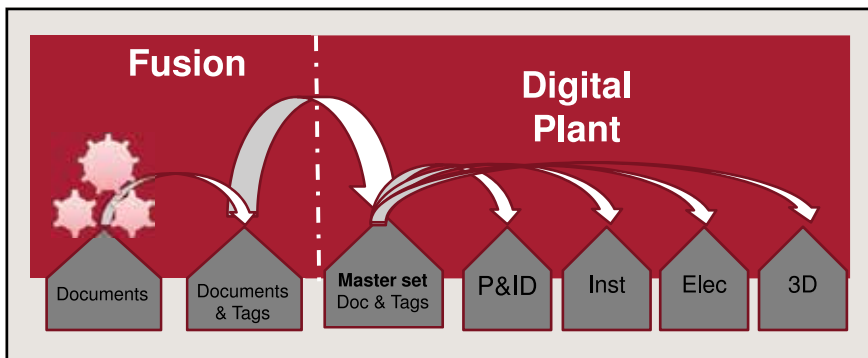 Fusion
Digital
Plant
Documents
Documents
& Tags
Master set
Doc & Tags
P&ID
Inst
Elec
3D